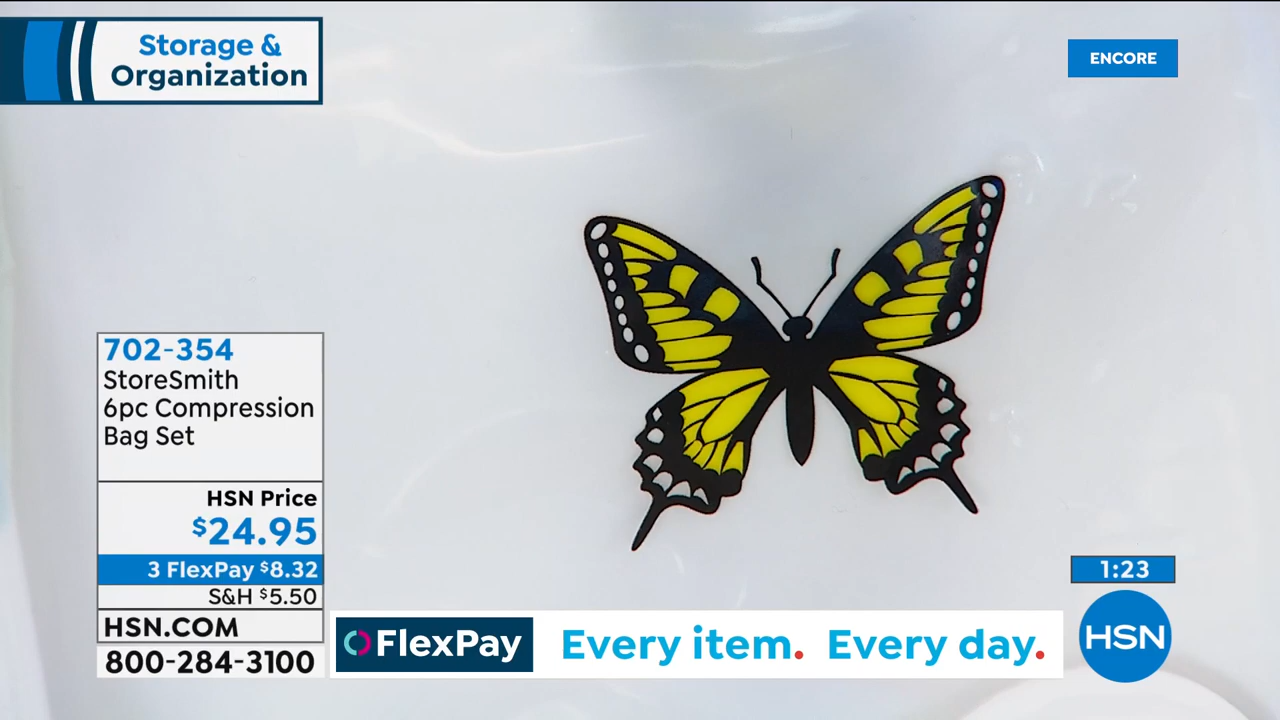 Storage &
Organization
ENCORE
702-354
StoreSmith
6pc Compression
Bag Set
HSN Price
$24.95
3 FlexPay $8.32
S&H $5.50
HSN.COM
800-284-3100
FlexPay Every item. Every day.
1:23
HSN